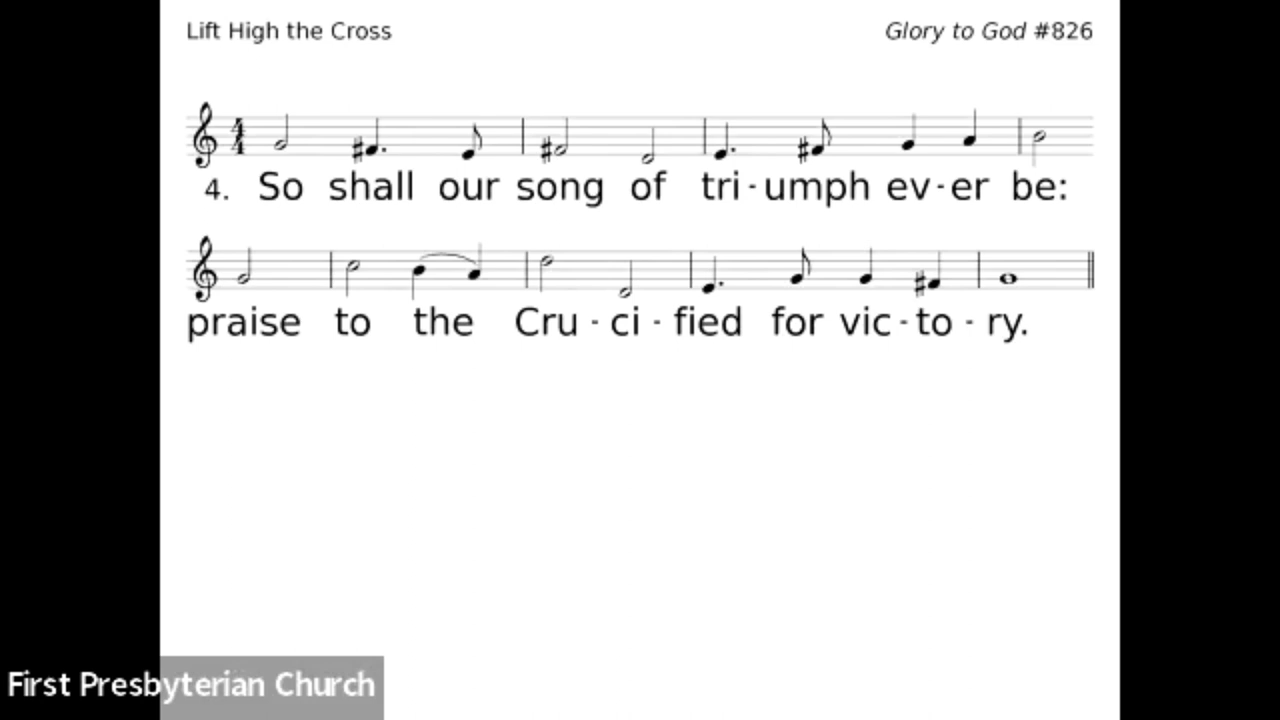 Lift High the Cross
Glory to God #826
4. So shall our song of tri-umph ev-er be:
praise to the Cru-ci-fied for vic-to-ry.
First Presbyterian Church